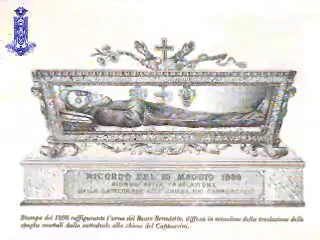 RICORDO DEL 15 MAGGIO 1898
GIORNO DELLA TRASLAZIONE
DALLA CATTEDRALE ALLA CHIESA DEI CAPPUCCINI
Stampa del 1898 raffigurante l'urna del Beato Benedetto, diffusa in occasione della traslazione delle
spoglie mortali dalla cattedrale alla chiesa dei Cappuccini.